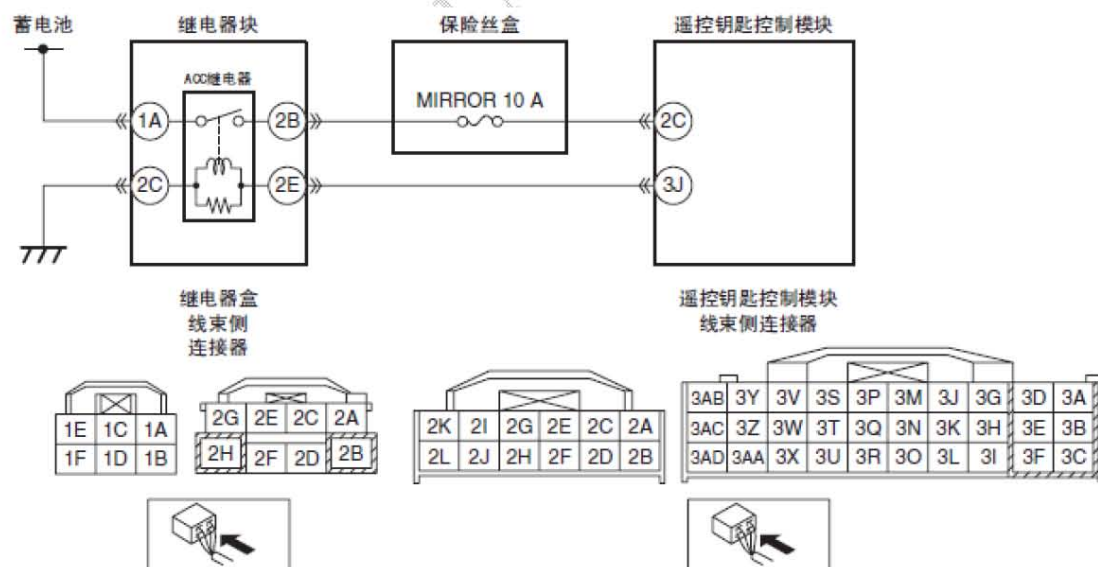 蓄电池 继电器块 保险丝盒 遥控钥匙控制模块
ACC继电器
MIRROR 10 A
1A 2B 2C
2C 2E 3J
继电器盒
线束侧
连接器
遥控钥匙控制模块
线束侧连接器
1E 1C 1A
1F 1D 1B
2G 2E 2C 2A
2H 2F 2D 2B
2K 2I 2G 2E 2C 2A
2L 2J 2H 2F 2D 2B
3AB 3Y 3V 3S 3P 3M 3J 3G 3D 3A
3AC 3Z 3W 3T 3Q 3N 3K 3H 3E 3B
3AD 3AA 3X 3U 3R 3O 3L 3I 3F 3C